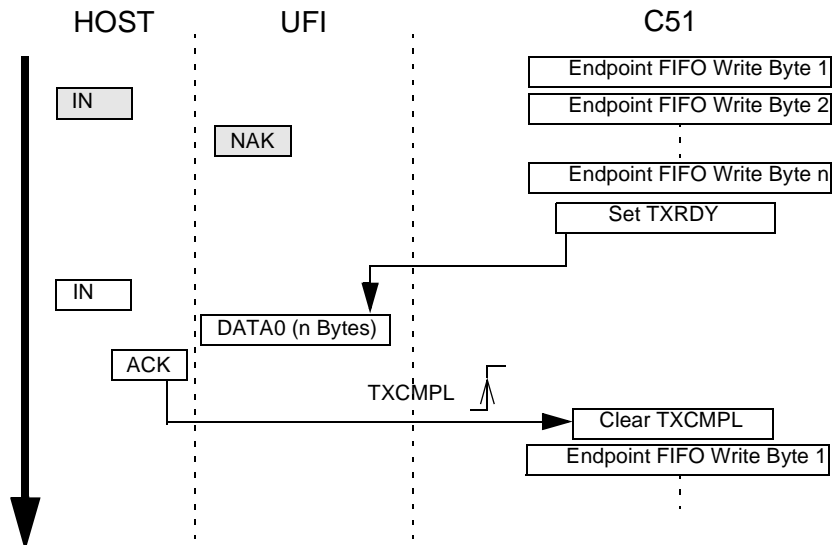 HOST UFI C51
Endpoint FIFO Write Byte 1
IN
Endpoint FIFO Write Byte 2
NAK
Endpoint FIFO Write Byte n
Set TXRDY
IN
DATA0 (n Bytes)
ACK
TXCMPL
Clear TXCMPL
Endpoint FIFO Write Byte 1